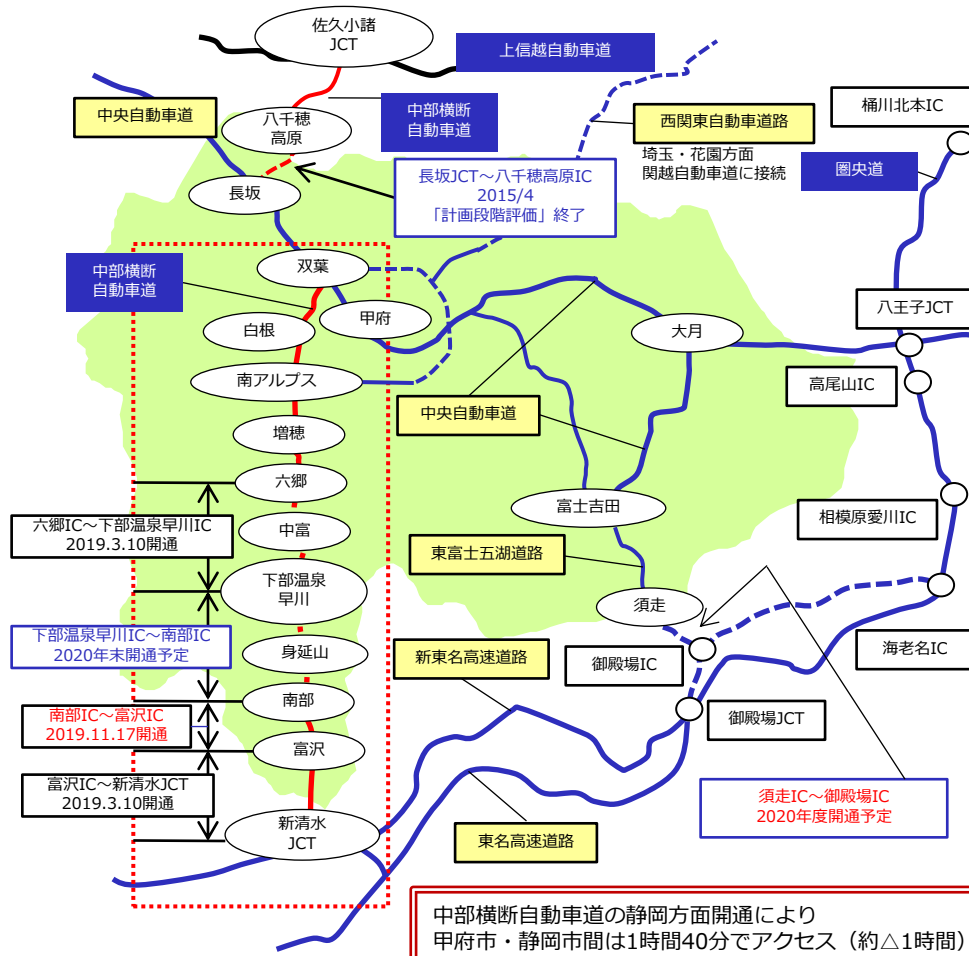 佐久小諸
JCT
上信越自動車道
中央自動車道
中部横断
自動車道
八千穂
高原
西関東自動車道路
埼玉・花園方面
関越自動車道に接続
桶川北本IC
圏央道
長坂JCT～八千穂高原IC
2015/4
「計画段階評価」終了
長坂
双葉
中部横断
自動車道
甲府
白根
大月
八王子JCT
南アルプス
高尾山IC
中央自動車道
増穂
六郷
富士吉田
相模原愛川IC
六郷IC～下部温泉早川IC
2019.3.10開通
中富
東富士五湖道路
下部温泉
早川
須走
下部温泉早川IC～南部IC
2020年末開通予定
身延山
新東名高速道路
御殿場IC
海老名IC
南部
御殿場JCT
南部IC～富沢IC
2019.11.17開通
富沢
富沢IC～新清水JCT
2019.3.10開通
須走IC～御殿場IC
2020年度開通予定
新清水
JCT
東名高速道路
中部横断自動車道の静岡方面開通により
甲府市・静岡市間は1時間40分でアクセス（約△1時間）